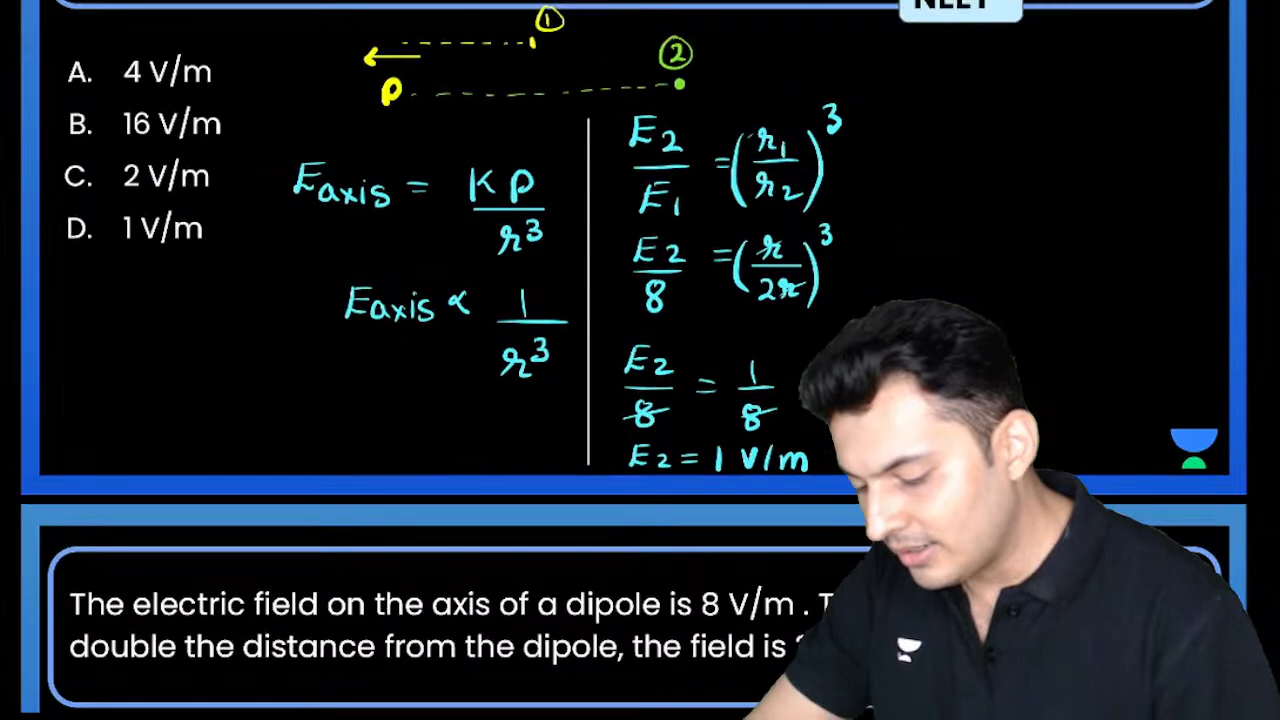 NEET
A. 4 V/m
B. 16 V/m
C. 2 V/m
D. 1 V/m
①
②
P
E axis = KP / r³
E axis ∝ 1 / r³
E₂ / E₁ = (r₁ / r₂)³
E₂ / 8 = (r / 2r)³
E₂ / 8 = 1 / 8
E₂ = 1 V/m
The electric field on the axis of a dipole is 8 V/m .
double the distance from the dipole, the field is